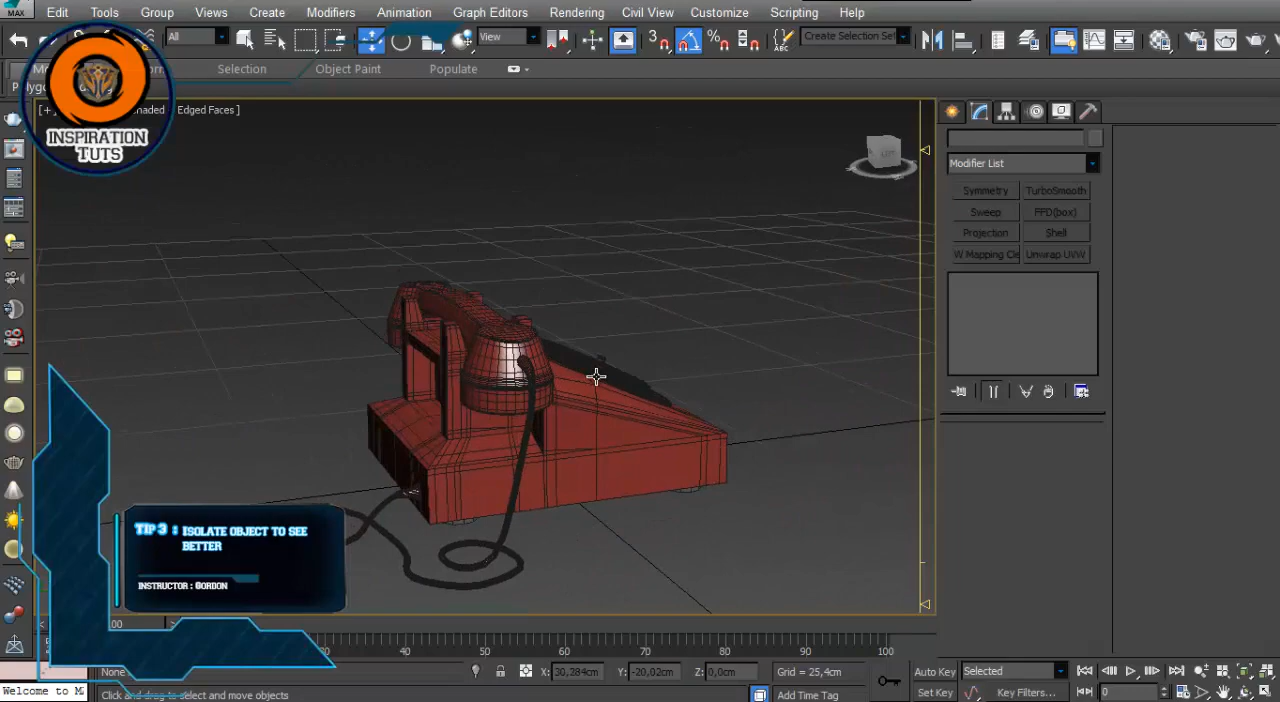 MAX Edit Tools Group Views Create Modifiers Animation Graph Editors Rendering Civil View Customize Scripting Help
All View 3 % ABC Create Selection Set
Selection Object Paint Populate
[+] Edged Faces ]
INSPIRATION
TUTS
Modifier List
Symmetry TurboSmooth
Sweep FFD(box)
Projection Shell
W Mapping Cle Unwrap UVW
TIP 3 : ISOLATE OBJECT TO SEE
BETTER
INSTRUCTOR : GORDON
40 50 60 70 80 90 100
X: 30,284cm Y: -20,02cm Z: 0,0cm Grid = 25,4cm Auto Key Selected
Welcome to M Click and drag to select and move objects Add Time Tag Set Key Key Filters... 0